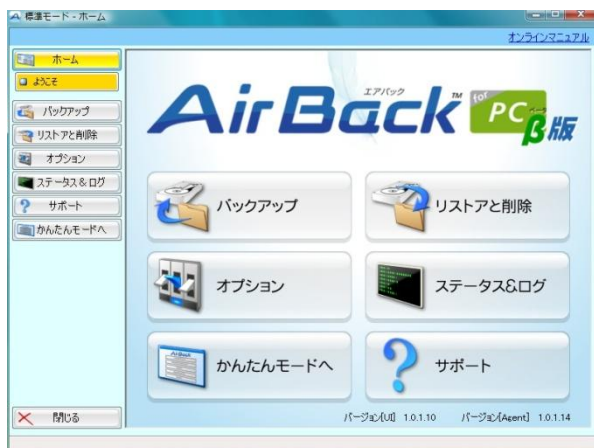 標準モード - ホーム
オンラインマニュアル
ホーム
ようこそ
バックアップ
リストアと削除
オプション
ステータス & ログ
サポート
かんたんモードへ
閉じる
エアバック
AirBack™ for PC
ベータ
β版
バックアップ
リストアと削除
オプション
ステータス&ログ
かんたんモードへ
サポート
バージョン[UI] 1.0.1.10 バージョン[Agent] 1.0.1.14